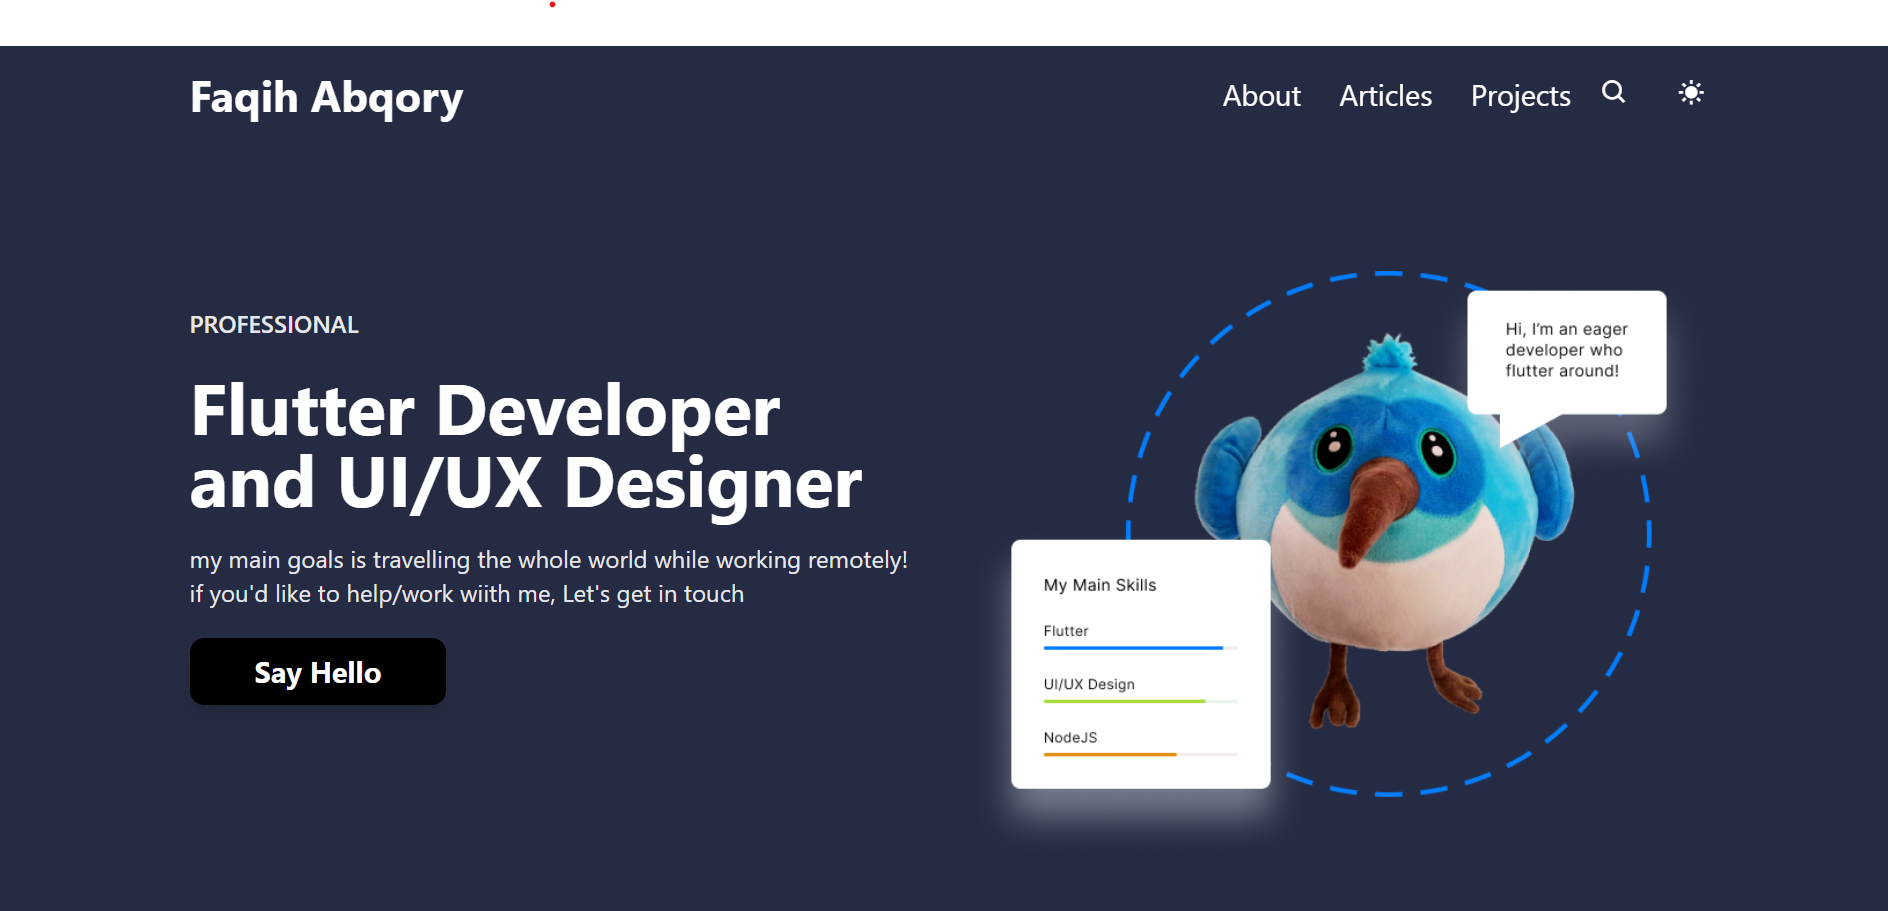 Faqih Abqory
About Articles Projects
PROFESSIONAL
Flutter Developer
and UI/UX Designer
my main goals is travelling the whole world while working remotely!
if you'd like to help/work wiith me, Let's get in touch
Say Hello
Hi, I'm an eager
developer who
flutter around!
My Main Skills
Flutter
UI/UX Design
NodeJS